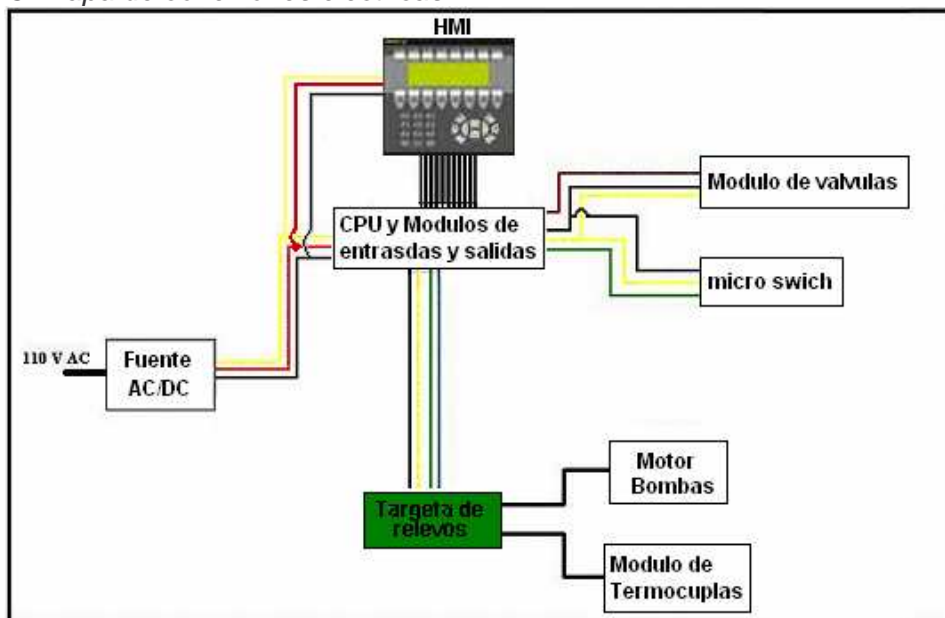 HMI
CPU y Modulos de
entrasdas y salidas
Modulo de valvulas
micro swich
110 V AC
Fuente
AC/DC
Targeta de
relevos
Motor
Bombas
Modulo de
Termocuplas